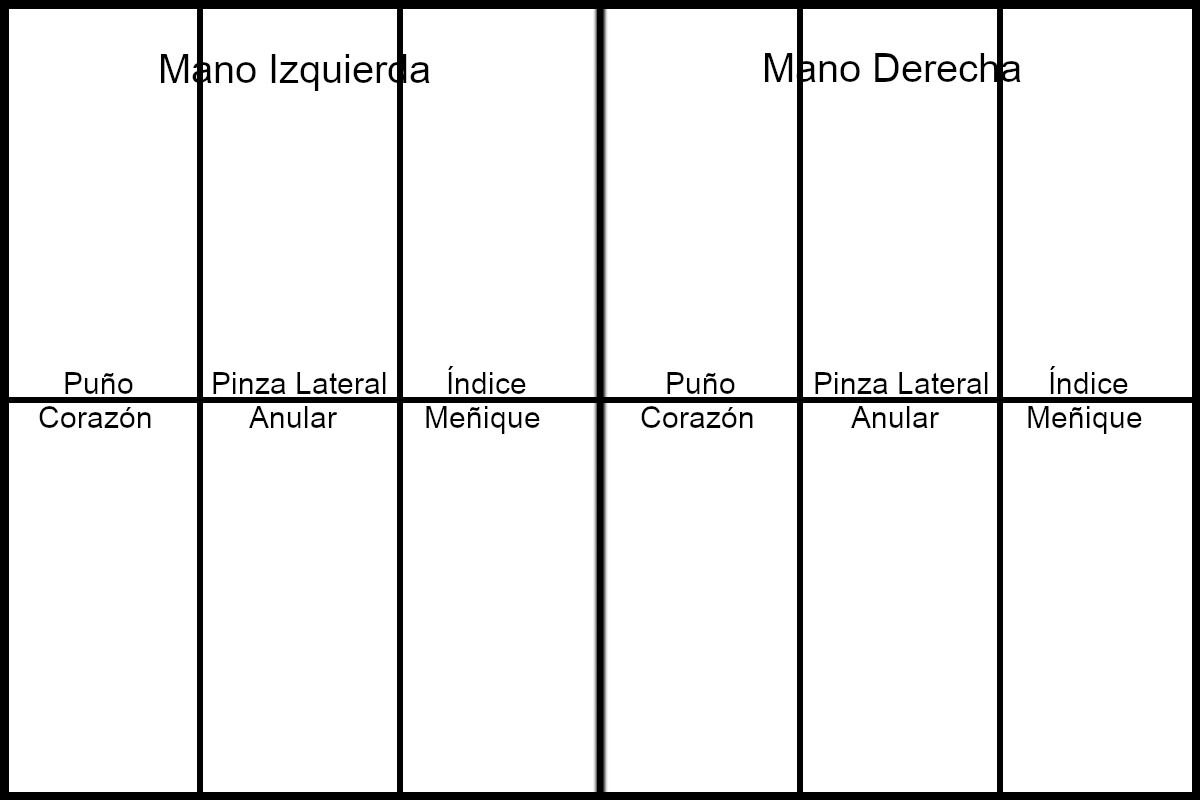 Mano Izquierda
Mano Derecha
Puño
Pinza Lateral
Índice
Puño
Pinza Lateral
Índice
Corazón
Anular
Meñique
Corazón
Anular
Meñique